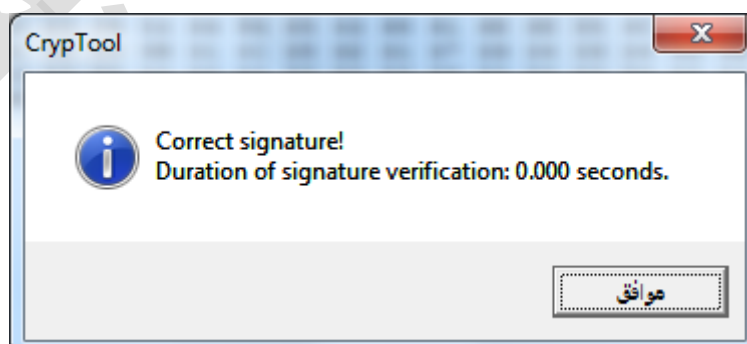 CrypTool
Correct signature!
Duration of signature verification: 0.000 seconds.
موافق